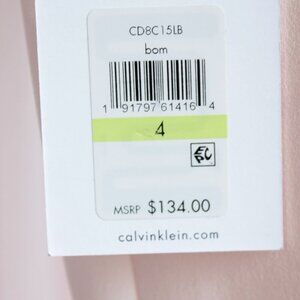 CD8C15LB
bom
1 91797 61416 4
4
MSRP $134.00
calvinklein.com